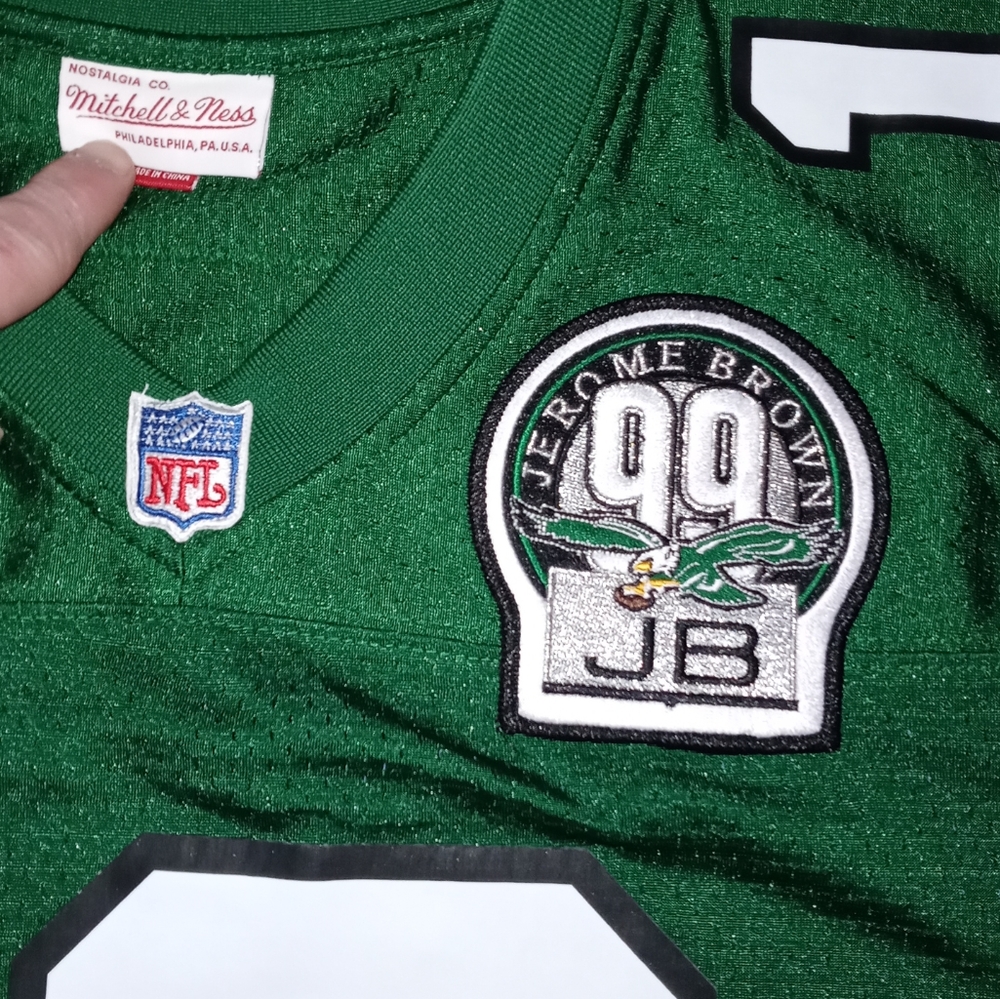 NOSTALGIA CO.
Mitchell & Ness
PHILADELPHIA, PA. U.S.A.
MADE IN CHINA
NFL
JEROME BROWN
99
JB